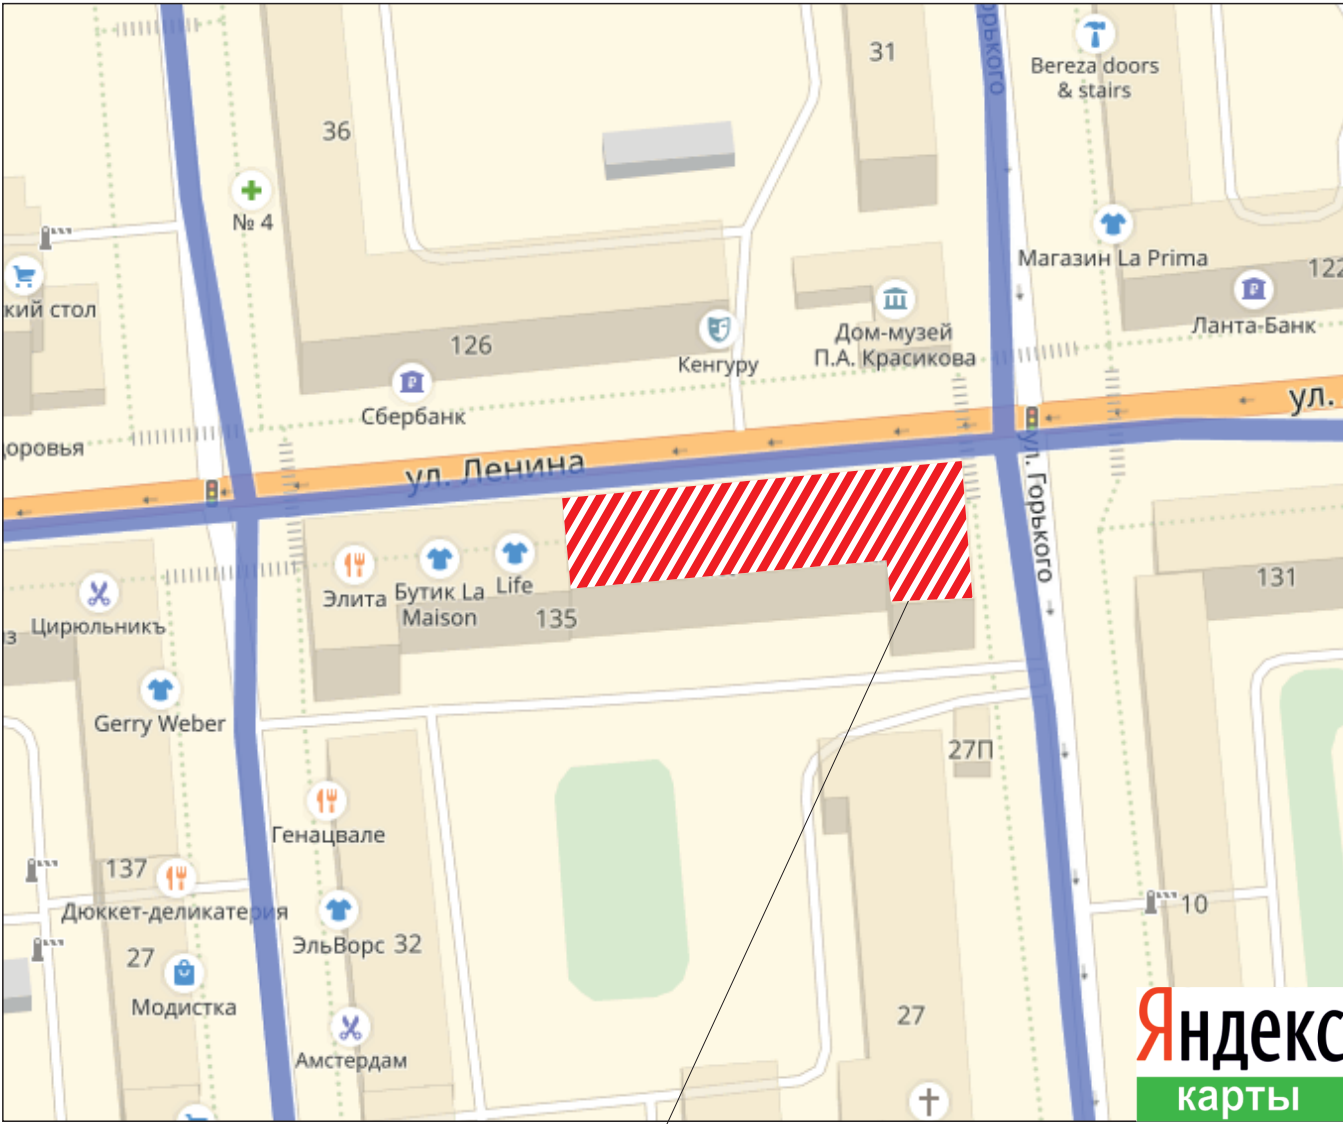 орького
Bereza doors
& stairs
31
36
№ 4
Магазин La Prima
122
Ланта-Банк
кий стол
126
Кенгуру
Дом-музей
П.А. Красикова
Сбербанк
ул.
доровья
ул. Ленина
ул. Горького
Элита
Бутик La
Maison
Life
135
131
Цирюльникъ
Gerry Weber
27П
Генацвале
137
Дюккет-деликатерия
10
ЭльВорс
32
27
Модистка
27
Амстердам
Яндекс
карты